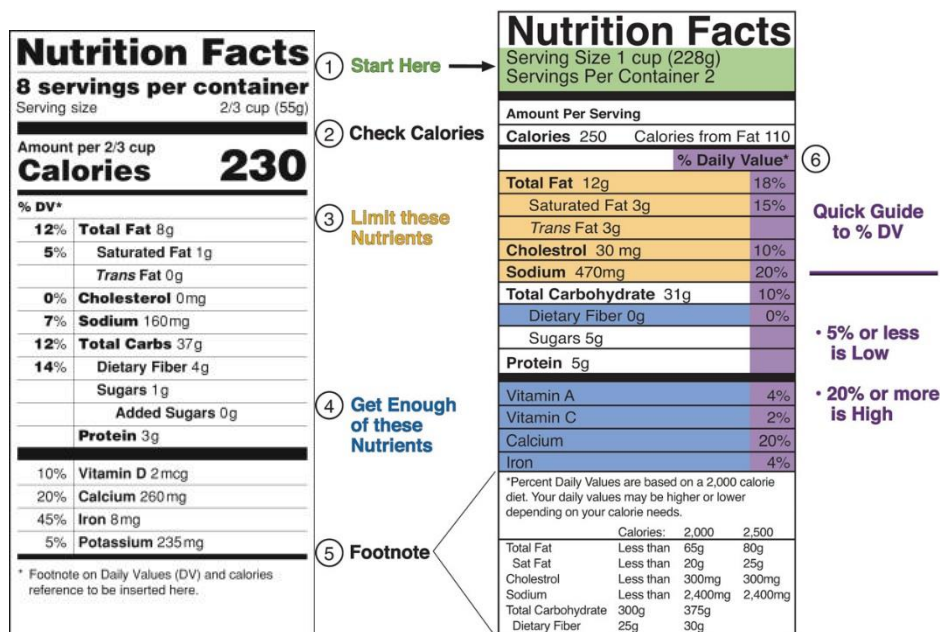 Nutrition Facts
8 servings per container
Serving size 2/3 cup (55g)
Amount per 2/3 cup
Calories 230
% DV*
12% Total Fat 8g
5% Saturated Fat 1g
Trans Fat 0g
0% Cholesterol 0mg
7% Sodium 160mg
12% Total Carbs 37g
14% Dietary Fiber 4g
Sugars 1g
Added Sugars 0g
Protein 3g
10% Vitamin D 2mcg
20% Calcium 260mg
45% Iron 8mg
5% Potassium 235mg
* Footnote on Daily Values (DV) and calories
reference to be inserted here.
1 Start Here
2 Check Calories
3 Limit these
Nutrients
4 Get Enough
of these
Nutrients
5 Footnote
Nutrition Facts
Serving Size 1 cup (228g)
Servings Per Container 2
Amount Per Serving
Calories 250 Calories from Fat 110
% Daily Value*
Total Fat 12g 18%
Saturated Fat 3g 15%
Trans Fat 3g
Cholestrol 30 mg 10%
Sodium 470mg 20%
Total Carbohydrate 31g 10%
Dietary Fiber 0g 0%
Sugars 5g
Protein 5g
Vitamin A 4%
Vitamin C 2%
Calcium 20%
Iron 4%
*Percent Daily Values are based on a 2,000 calorie
diet. Your daily values may be higher or lower
depending on your calorie needs.
Calories: 2,000 2,500
Total Fat Less than 65g 80g
Sat Fat Less than 20g 25g
Cholestrol Less than 300mg 300mg
Sodium Less than 2,400mg 2,400mg
Total Carbohydrate 300g 375g
Dietary Fiber 25g 30g
6
Quick Guide
to % DV
• 5% or less
is Low
• 20% or more
is High